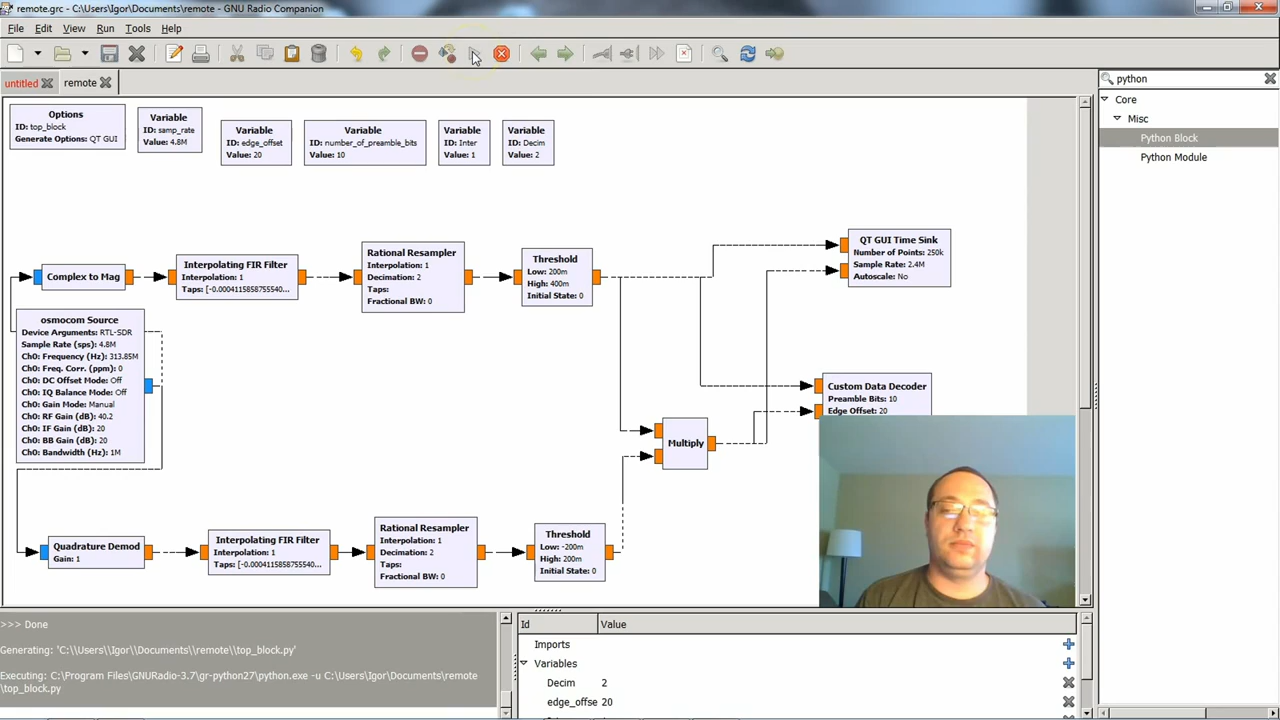 remote.grc - C:\Users\Igor\Documents\remote - GNU Radio Companion
File Edit View Run Tools Help
untitled remote
python
Core
Misc
Python Block
Python Module
Options
ID: top_block
Generate Options: QT GUI
Variable
ID: samp_rate
Value: 4.8M
Variable
ID: edge_offset
Value: 20
Variable
ID: number_of_preamble_bits
Value: 10
Variable
ID: Inter
Value: 1
Variable
ID: Decim
Value: 2
Complex to Mag
Interpolating FIR Filter
Interpolation: 1
Taps: [-0.0004115858755540...
Rational Resampler
Interpolation: 1
Decimation: 2
Taps:
Fractional BW: 0
Threshold
Low: 200m
High: 400m
Initial State: 0
QT GUI Time Sink
Number of Points: 250k
Sample Rate: 2.4M
Autoscale: No
osmocom Source
Device Arguments: RTL-SDR
Sample Rate (sps): 4.8M
Ch0: Frequency (Hz): 313.85M
Ch0: Freq. Corr. (ppm): 0
Ch0: DC Offset Mode: Off
Ch0: IQ Balance Mode: Off
Ch0: Gain Mode: Manual
Ch0: RF Gain (dB): 40.2
Ch0: IF Gain (dB): 20
Ch0: BB Gain (dB): 20
Ch0: Bandwidth (Hz): 1M
Custom Data Decoder
Preamble Bits: 10
Edge Offset: 20
Multiply
Quadrature Demod
Gain: 1
Interpolating FIR Filter
Interpolation: 1
Taps: [-0.0004115858755540...
Rational Resampler
Interpolation: 1
Decimation: 2
Taps:
Fractional BW: 0
Threshold
Low: -200m
High: 200m
Initial State: 0
>>> Done
Generating: 'C:\\Users\\Igor\\Documents\\remote\\top_block.py'
Executing: C:\Program Files\GNURadio-3.7\gr-python27\python.exe -u C:\Users\Igor\Documents\remote
\top_block.py
Id Value
Imports
Variables
Decim 2
edge_offse 20